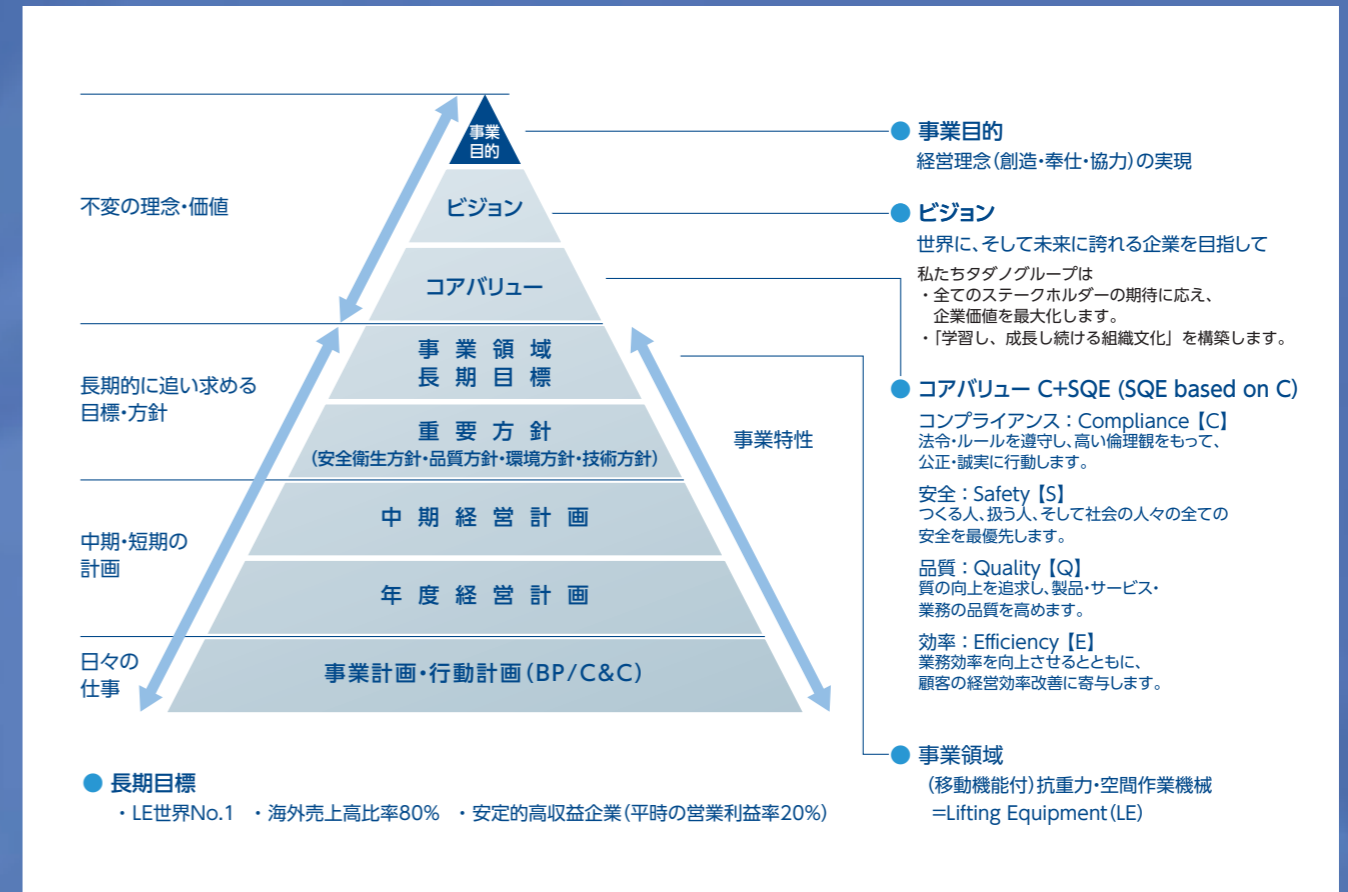 不変の理念・価値
長期的に追い求める
目標・方針
中期・短期の
計画
日々の
仕事
事業
目的
ビジョン
コアバリュー
事業領域
長期目標
重要方針
(安全衛生方針・品質方針・環境方針・技術方針)
中期経営計画
年度経営計画
事業計画・行動計画(BP/C&C)
事業特性
● 事業目的
経営理念(創造・奉仕・協力)の実現
● ビジョン
世界に、そして未来に誇れる企業を目指して
私たちタダノグループは
・全てのステークホルダーの期待に応え、
企業価値を最大化します。
・「学習し、成長し続ける組織文化」を構築します。
● コアバリュー C+SQE (SQE based on C)
コンプライアンス：Compliance【C】
法令・ルールを遵守し、高い倫理観をもって、
公正・誠実に行動します。
安全：Safety【S】
つくる人、扱う人、そして社会の人々の全ての
安全を最優先します。
品質：Quality【Q】
質の向上を追求し、製品・サービス・
業務の品質を高めます。
効率：Efficiency【E】
業務効率を向上させるとともに、
顧客の経営効率改善に寄与します。
● 事業領域
(移動機能付)抗重力・空間作業機械
=Lifting Equipment(LE)
● 長期目標
・LE世界No.1 ・海外売上高比率80% ・安定的高収益企業(平時の営業利益率20%)